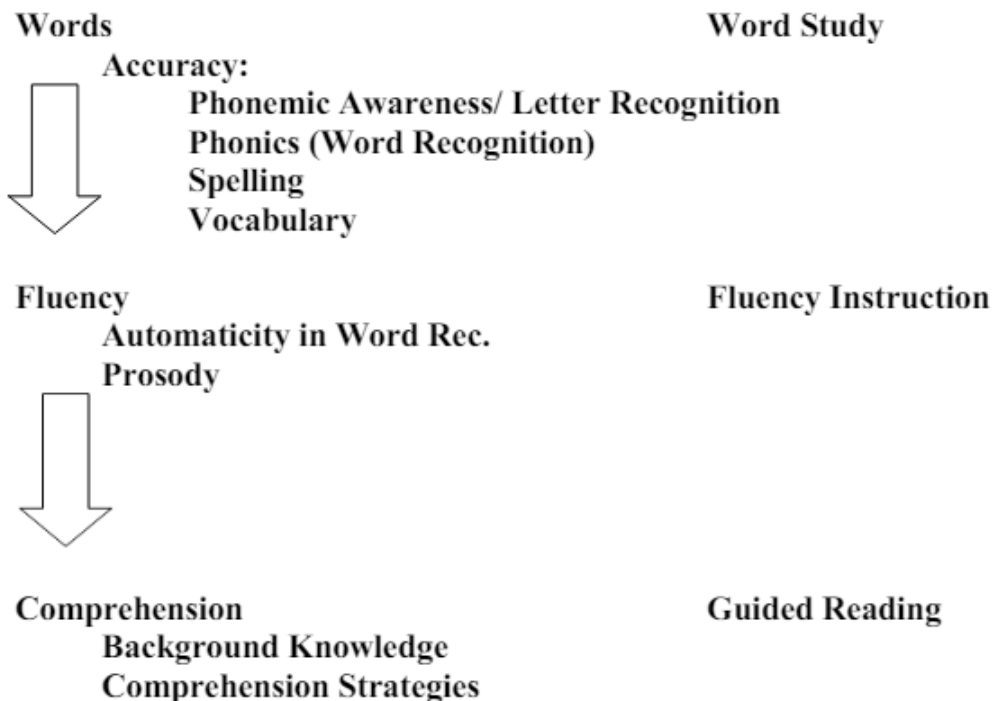 Words Word Study
Accuracy:
Phonemic Awareness/ Letter Recognition
Phonics (Word Recognition)
Spelling
Vocabulary
Fluency Fluency Instruction
Automaticity in Word Rec.
Prosody
Comprehension Guided Reading
Background Knowledge
Comprehension Strategies